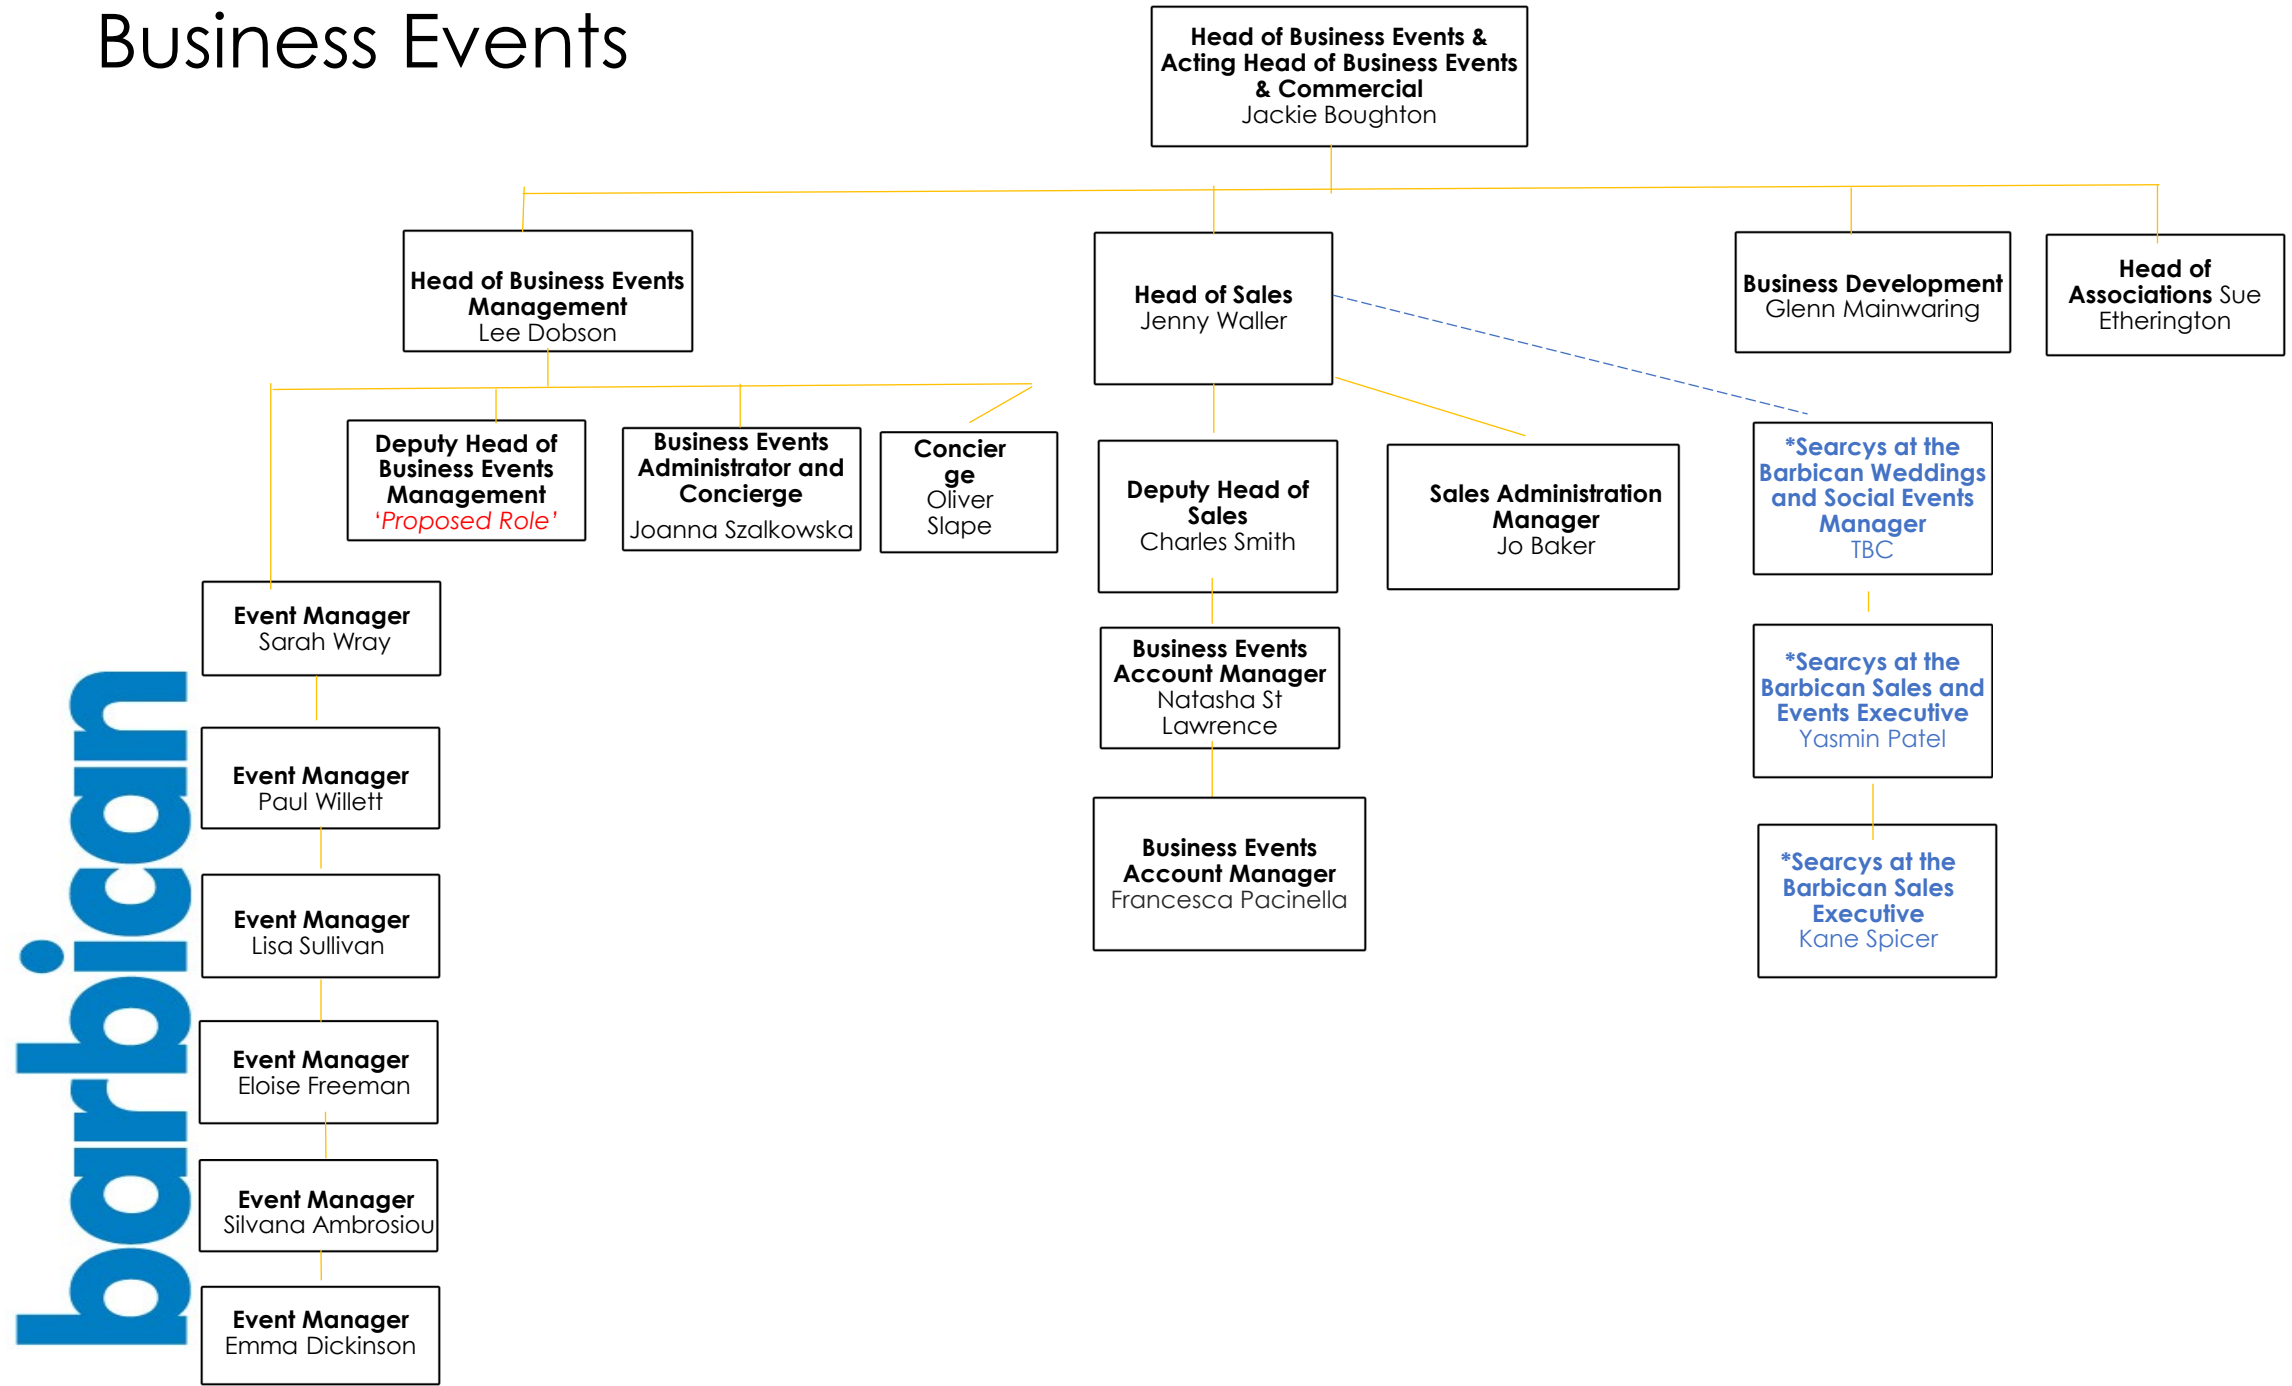 Business Events
Head of Business Events &
Acting Head of Business Events
& Commercial
Jackie Boughton
Head of Business Events
Management
Lee Dobson
Head of Sales
Jenny Waller
Business Development
Glenn Mainwaring
Head of
Associations Sue
Etherington
Deputy Head of
Business Events
Management
‘Proposed Role’
Business Events
Administrator and
Concierge
Joanna Szalkowska
Concier
ge
Oliver
Slape
Deputy Head of
Sales
Charles Smith
Sales Administration
Manager
Jo Baker
*Searcys at the
Barbican Weddings
and Social Events
Manager
TBC
Event Manager
Sarah Wray
Business Events
Account Manager
Natasha St
Lawrence
*Searcys at the
Barbican Sales and
Events Executive
Yasmin Patel
Event Manager
Paul Willett
Business Events
Account Manager
Francesca Pacinella
*Searcys at the
Barbican Sales
Executive
Kane Spicer
Event Manager
Lisa Sullivan
Event Manager
Eloise Freeman
Event Manager
Silvana Ambrosiou
Event Manager
Emma Dickinson
barbican